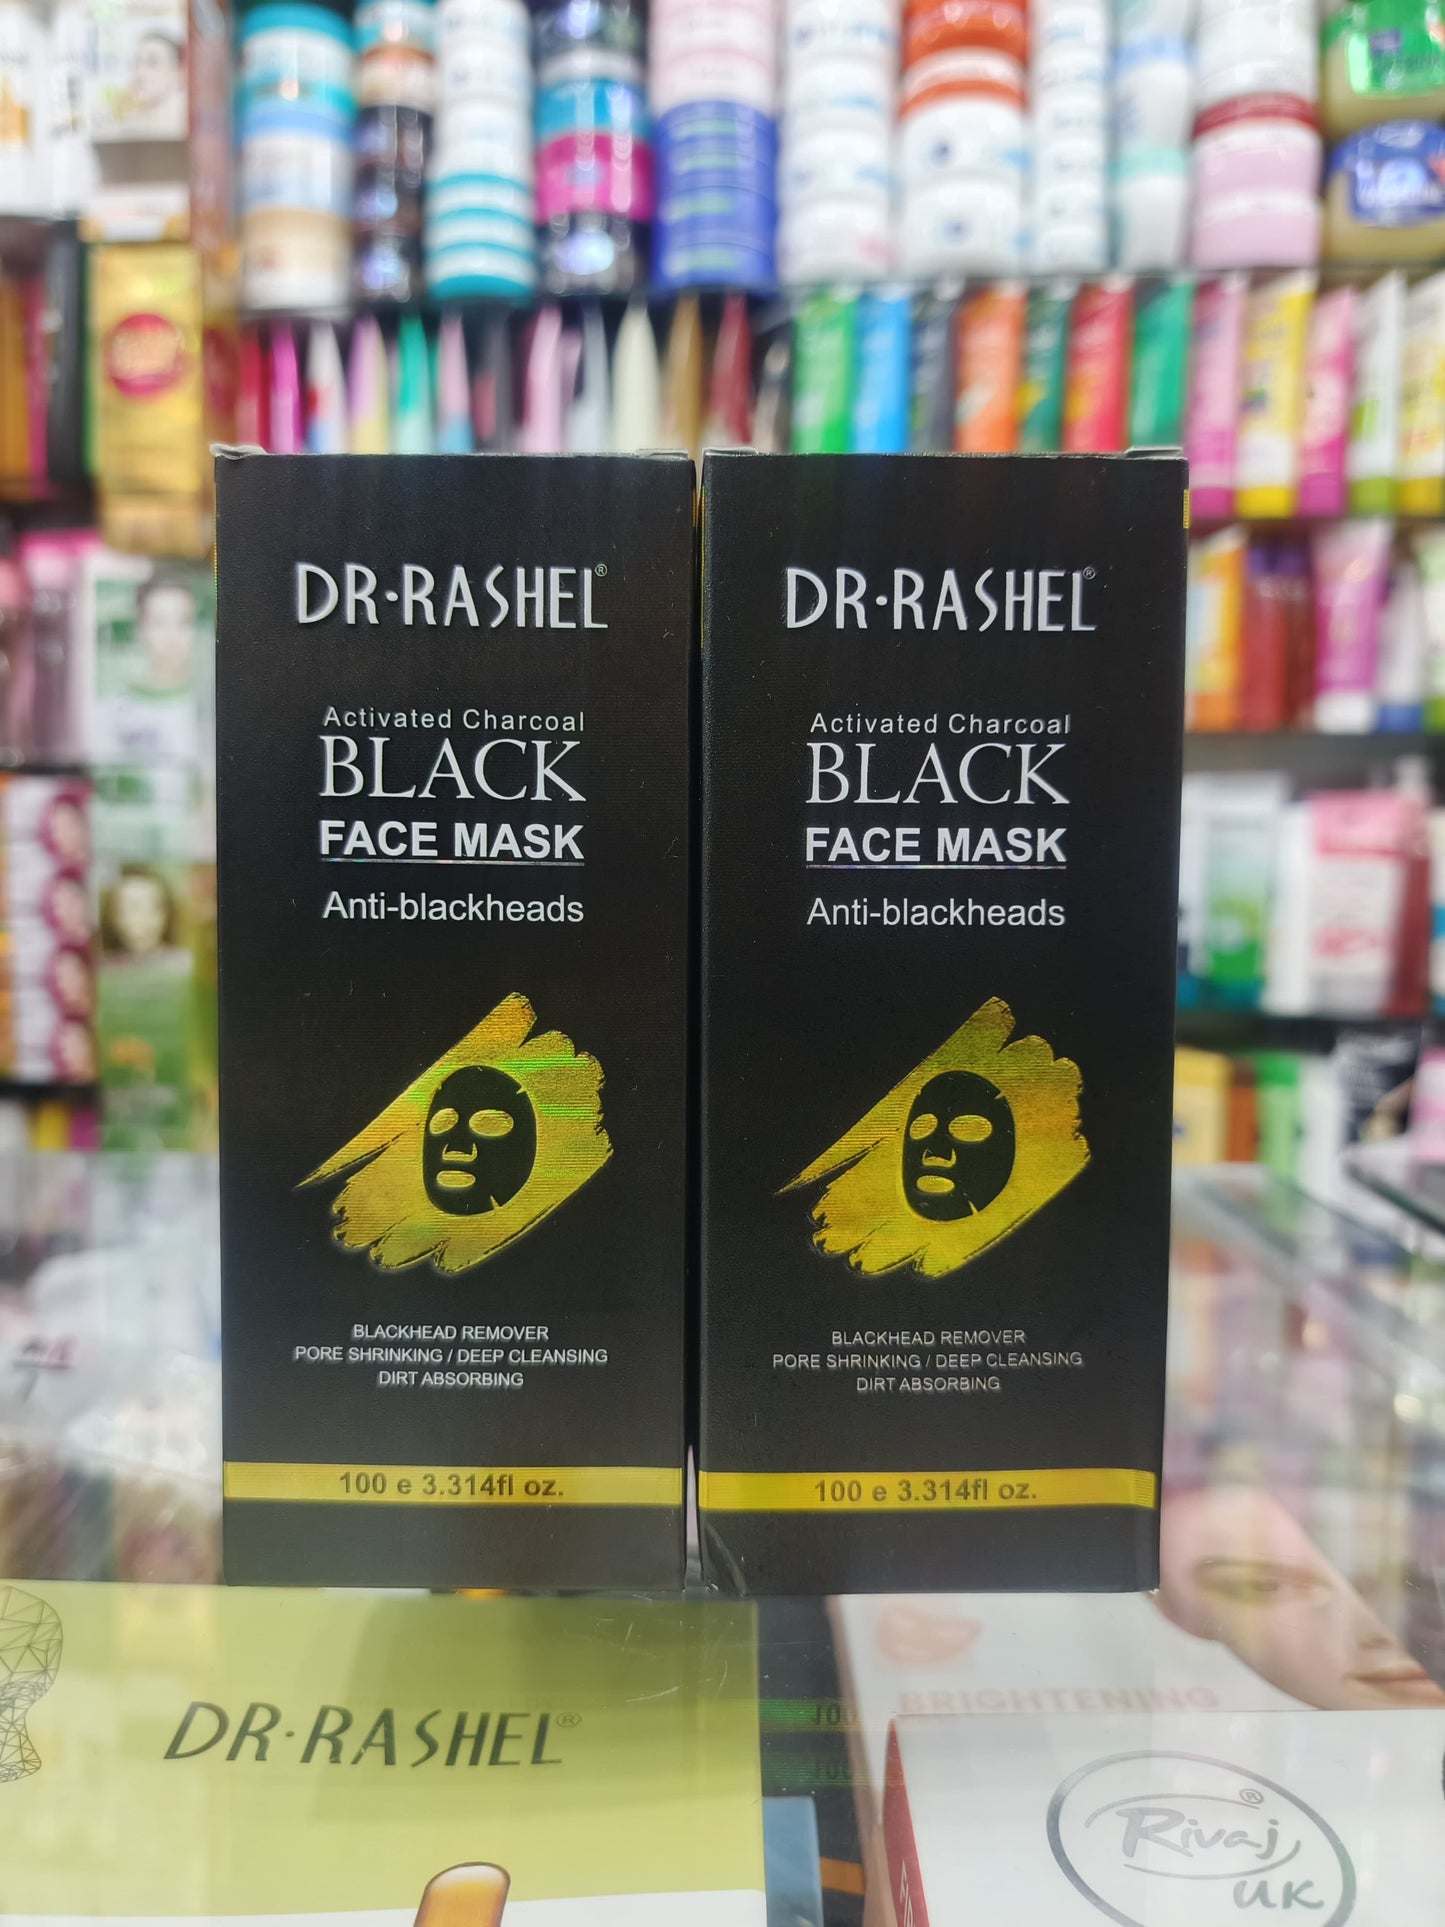 DR·RASHEL®
Activated Charcoal
BLACK
FACE MASK
Anti-blackheads
BLACKHEAD REMOVER
PORE SHRINKING / DEEP CLEANSING
DIRT ABSORBING
100 e 3.314fl oz.
DR·RASHEL®
Activated Charcoal
BLACK
FACE MASK
Anti-blackheads
BLACKHEAD REMOVER
PORE SHRINKING / DEEP CLEANSING
DIRT ABSORBING
100 e 3.314fl oz.
DR·RASHEL®
BRIGHTENING
Rivaj®
UK